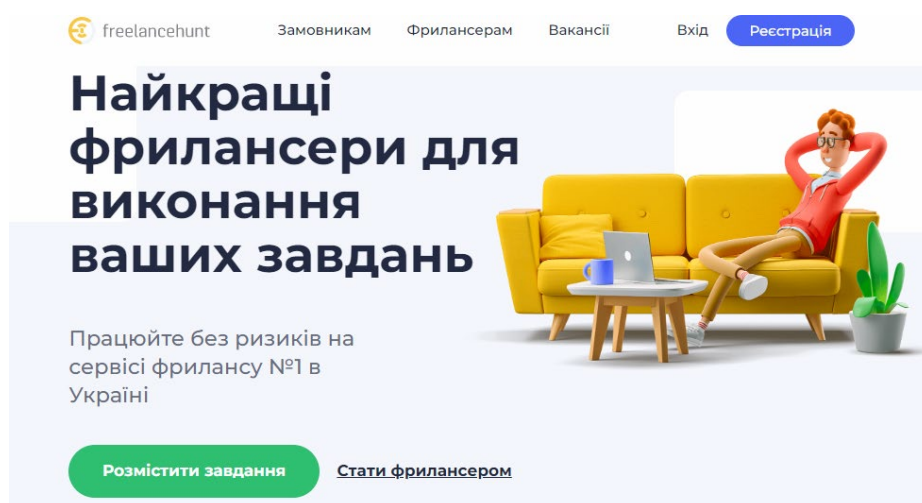 freelancehunt Замовникам Фрилансерам Вакансії Вхід Реєстрація
Найкращі
фрилансери для
виконання
ваших завдань
Працюйте без ризиків на
сервісі фрилансу №1 в
Україні
Розмістити завдання Стати фрилансером